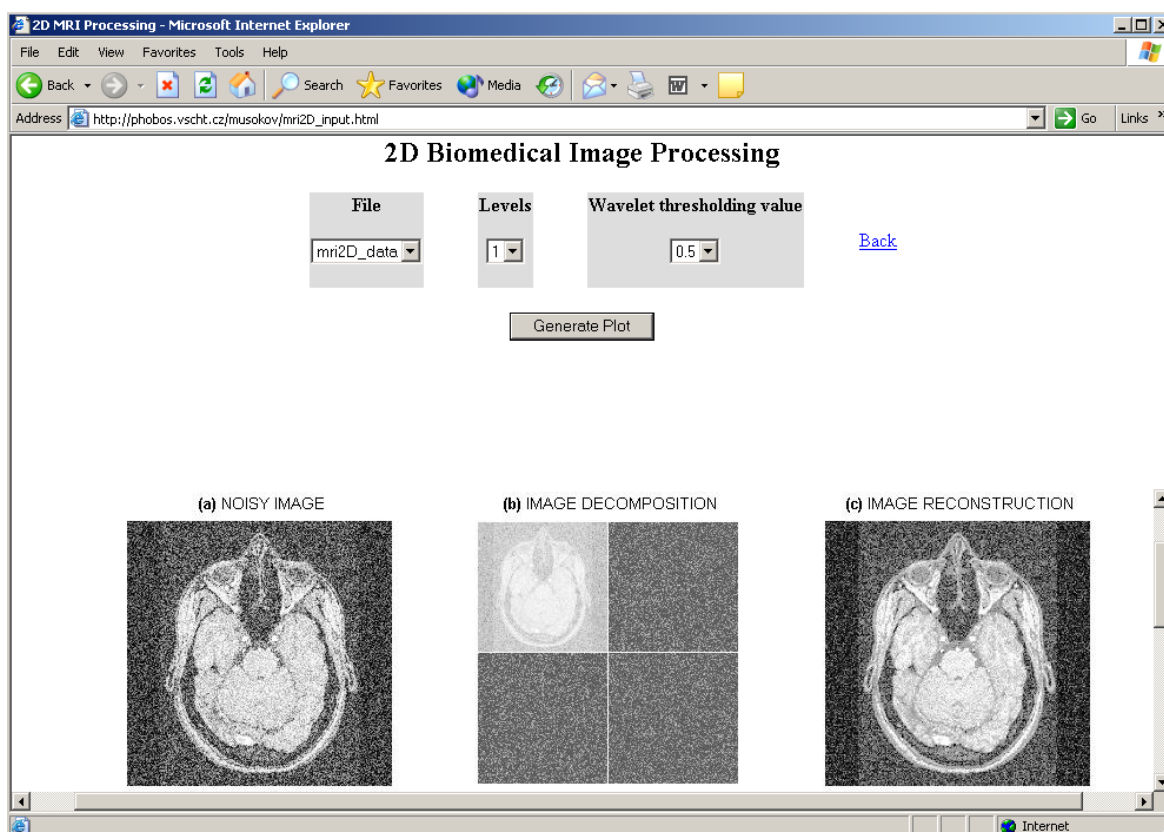 2D MRI Processing - Microsoft Internet Explorer
File Edit View Favorites Tools Help
Back Search Favorites Media
Address http://phobos.vscht.cz/musokov/mri2D_input.html Go Links »
2D Biomedical Image Processing
File Levels Wavelet thresholding value
mri2D_data 1 0.5 Back
Generate Plot
(a) NOISY IMAGE (b) IMAGE DECOMPOSITION (c) IMAGE RECONSTRUCTION
Internet